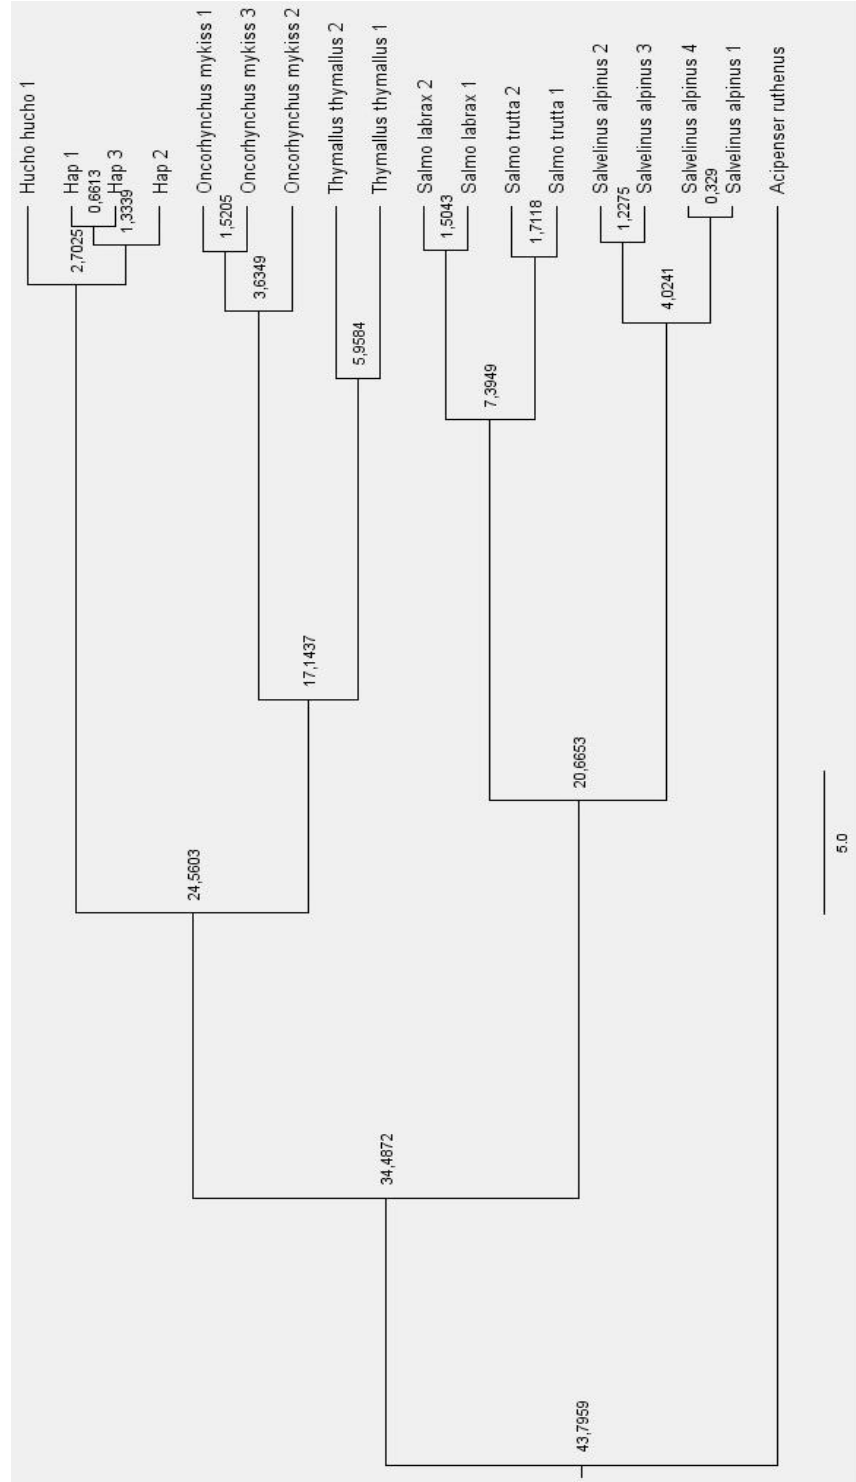 Hucho hucho 1
Hap 1
Hap 3
Hap 2
Oncorhynchus mykiss 1
Oncorhynchus mykiss 3
Oncorhynchus mykiss 2
Thymallus thymallus 2
Thymallus thymallus 1
Salmo labrax 2
Salmo labrax 1
Salmo trutta 2
Salmo trutta 1
Salvelinus alpinus 2
Salvelinus alpinus 3
Salvelinus alpinus 4
Salvelinus alpinus 1
Acipenser ruthenus
0,6613
1,3339
2,7025
1,5205
3,6349
5,9584
1,5043
1,7118
7,3949
1,2275
0,329
4,0241
17,1437
20,6653
24,5603
34,4872
43,7959
5.0